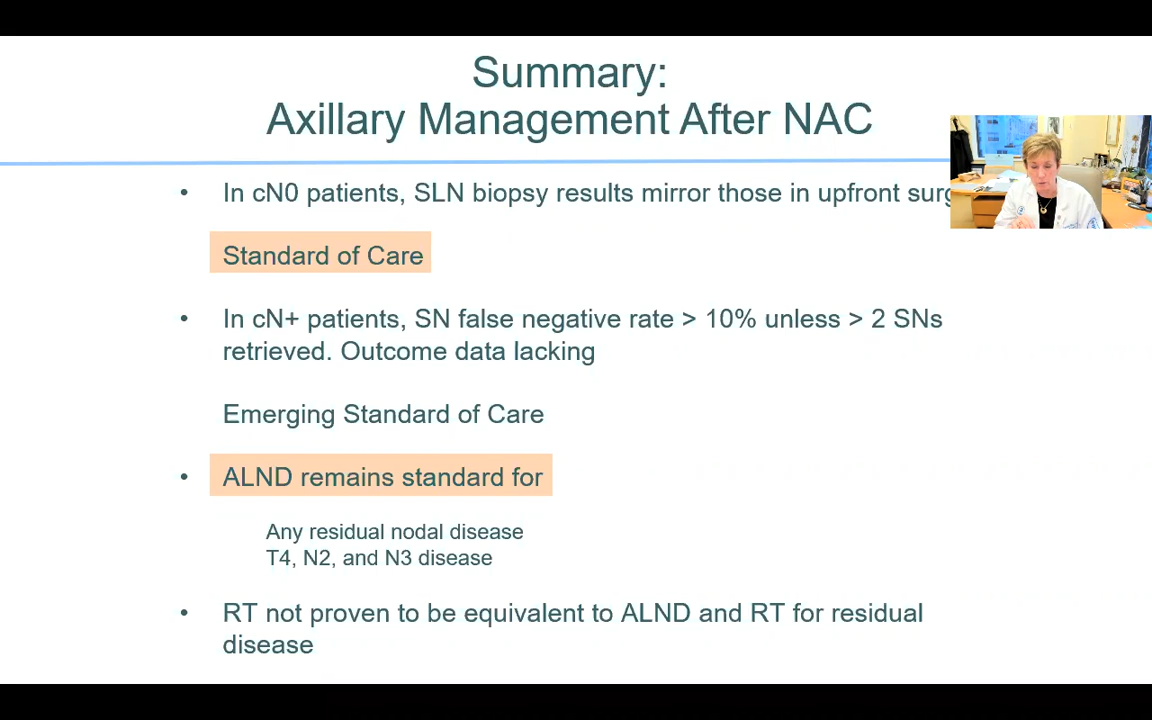 Summary:
Axillary Management After NAC
• In cN0 patients, SLN biopsy results mirror those in upfront
Standard of Care
• In cN+ patients, SN false negative rate > 10% unless > 2 SNs
retrieved. Outcome data lacking
Emerging Standard of Care
• ALND remains standard for
Any residual nodal disease
T4, N2, and N3 disease
• RT not proven to be equivalent to ALND and RT for residual
disease